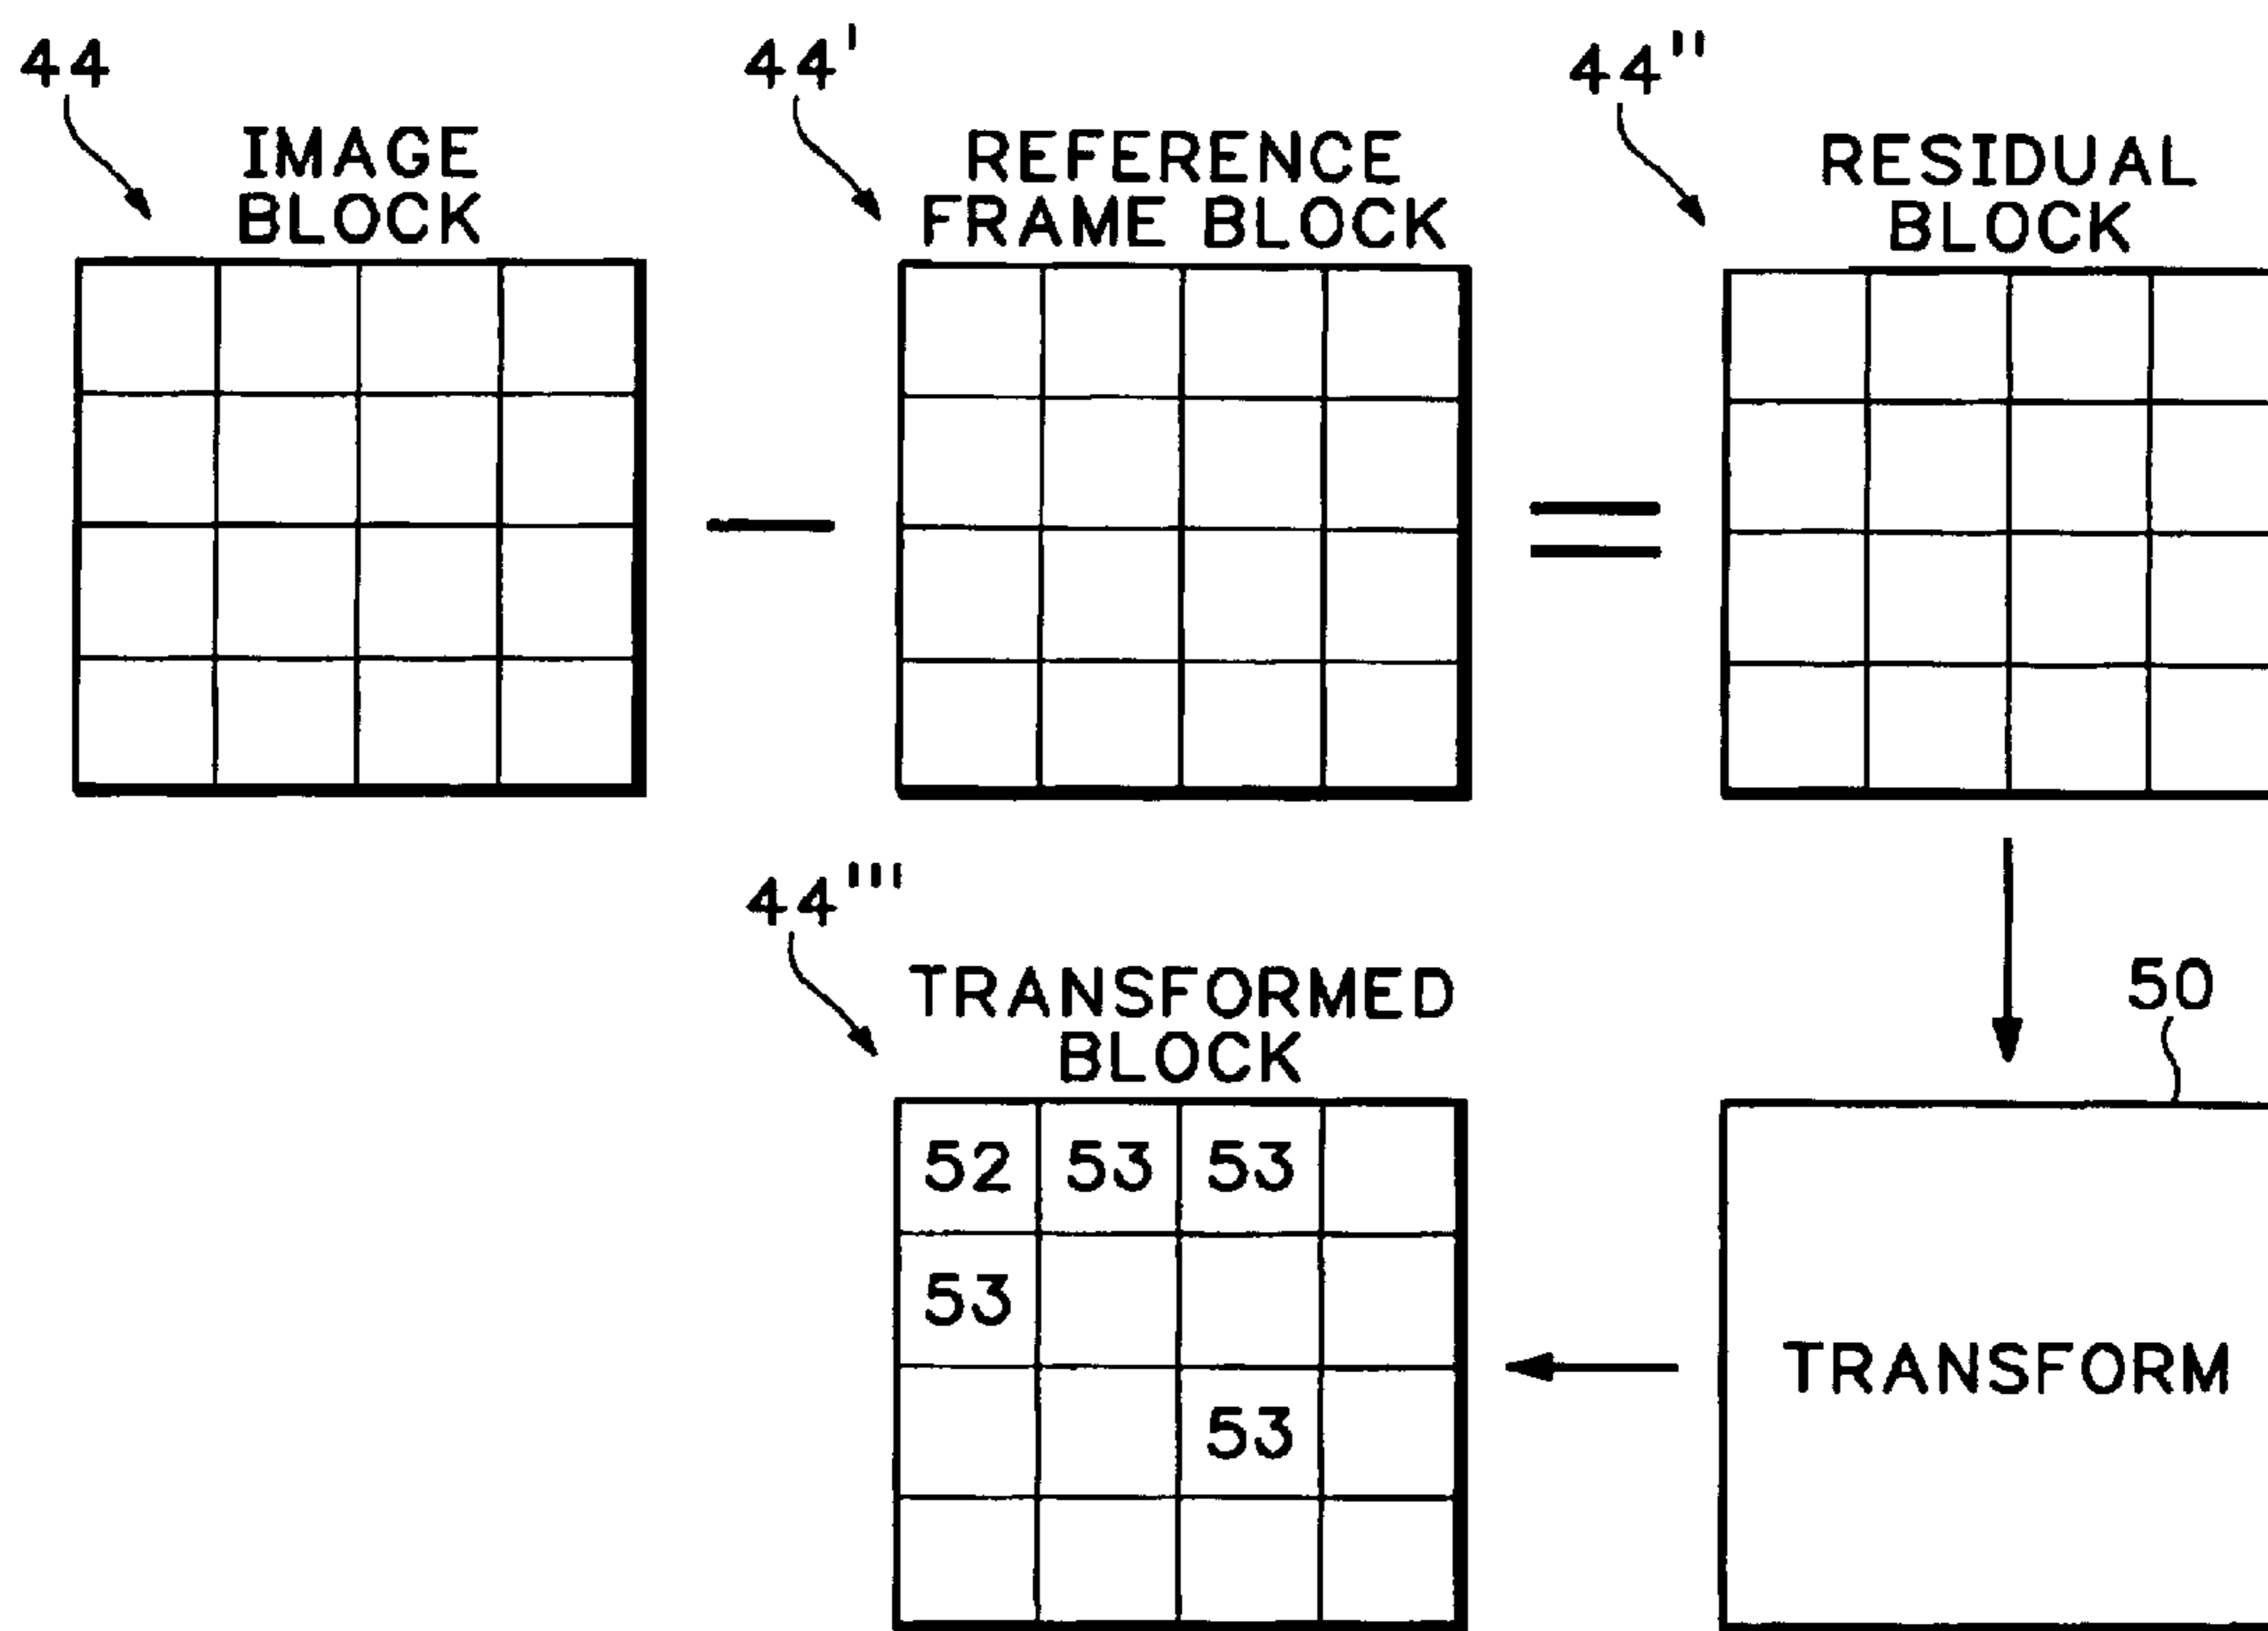 44
IMAGE
BLOCK
44'
REFERENCE
FRAME BLOCK
44"
RESIDUAL
BLOCK
44"'
TRANSFORMED
BLOCK
50
52 53 53
53
53
TRANSFORM